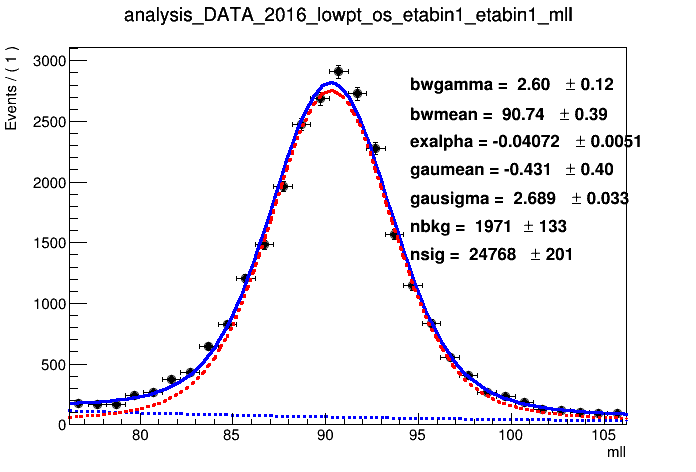 analysis_DATA_2016_lowpt_os_etabin1_etabin1_mll
Events / ( 1 )
3000
2500
2000
1500
1000
500
0
bwgamma = 2.60 ± 0.12
bwmean = 90.74 ± 0.39
exalpha = -0.04072 ± 0.0051
gaumean = -0.431 ± 0.40
gausigma = 2.689 ± 0.033
nbkg = 1971 ± 133
nsig = 24768 ± 201
80 85 90 95 100 105
mll